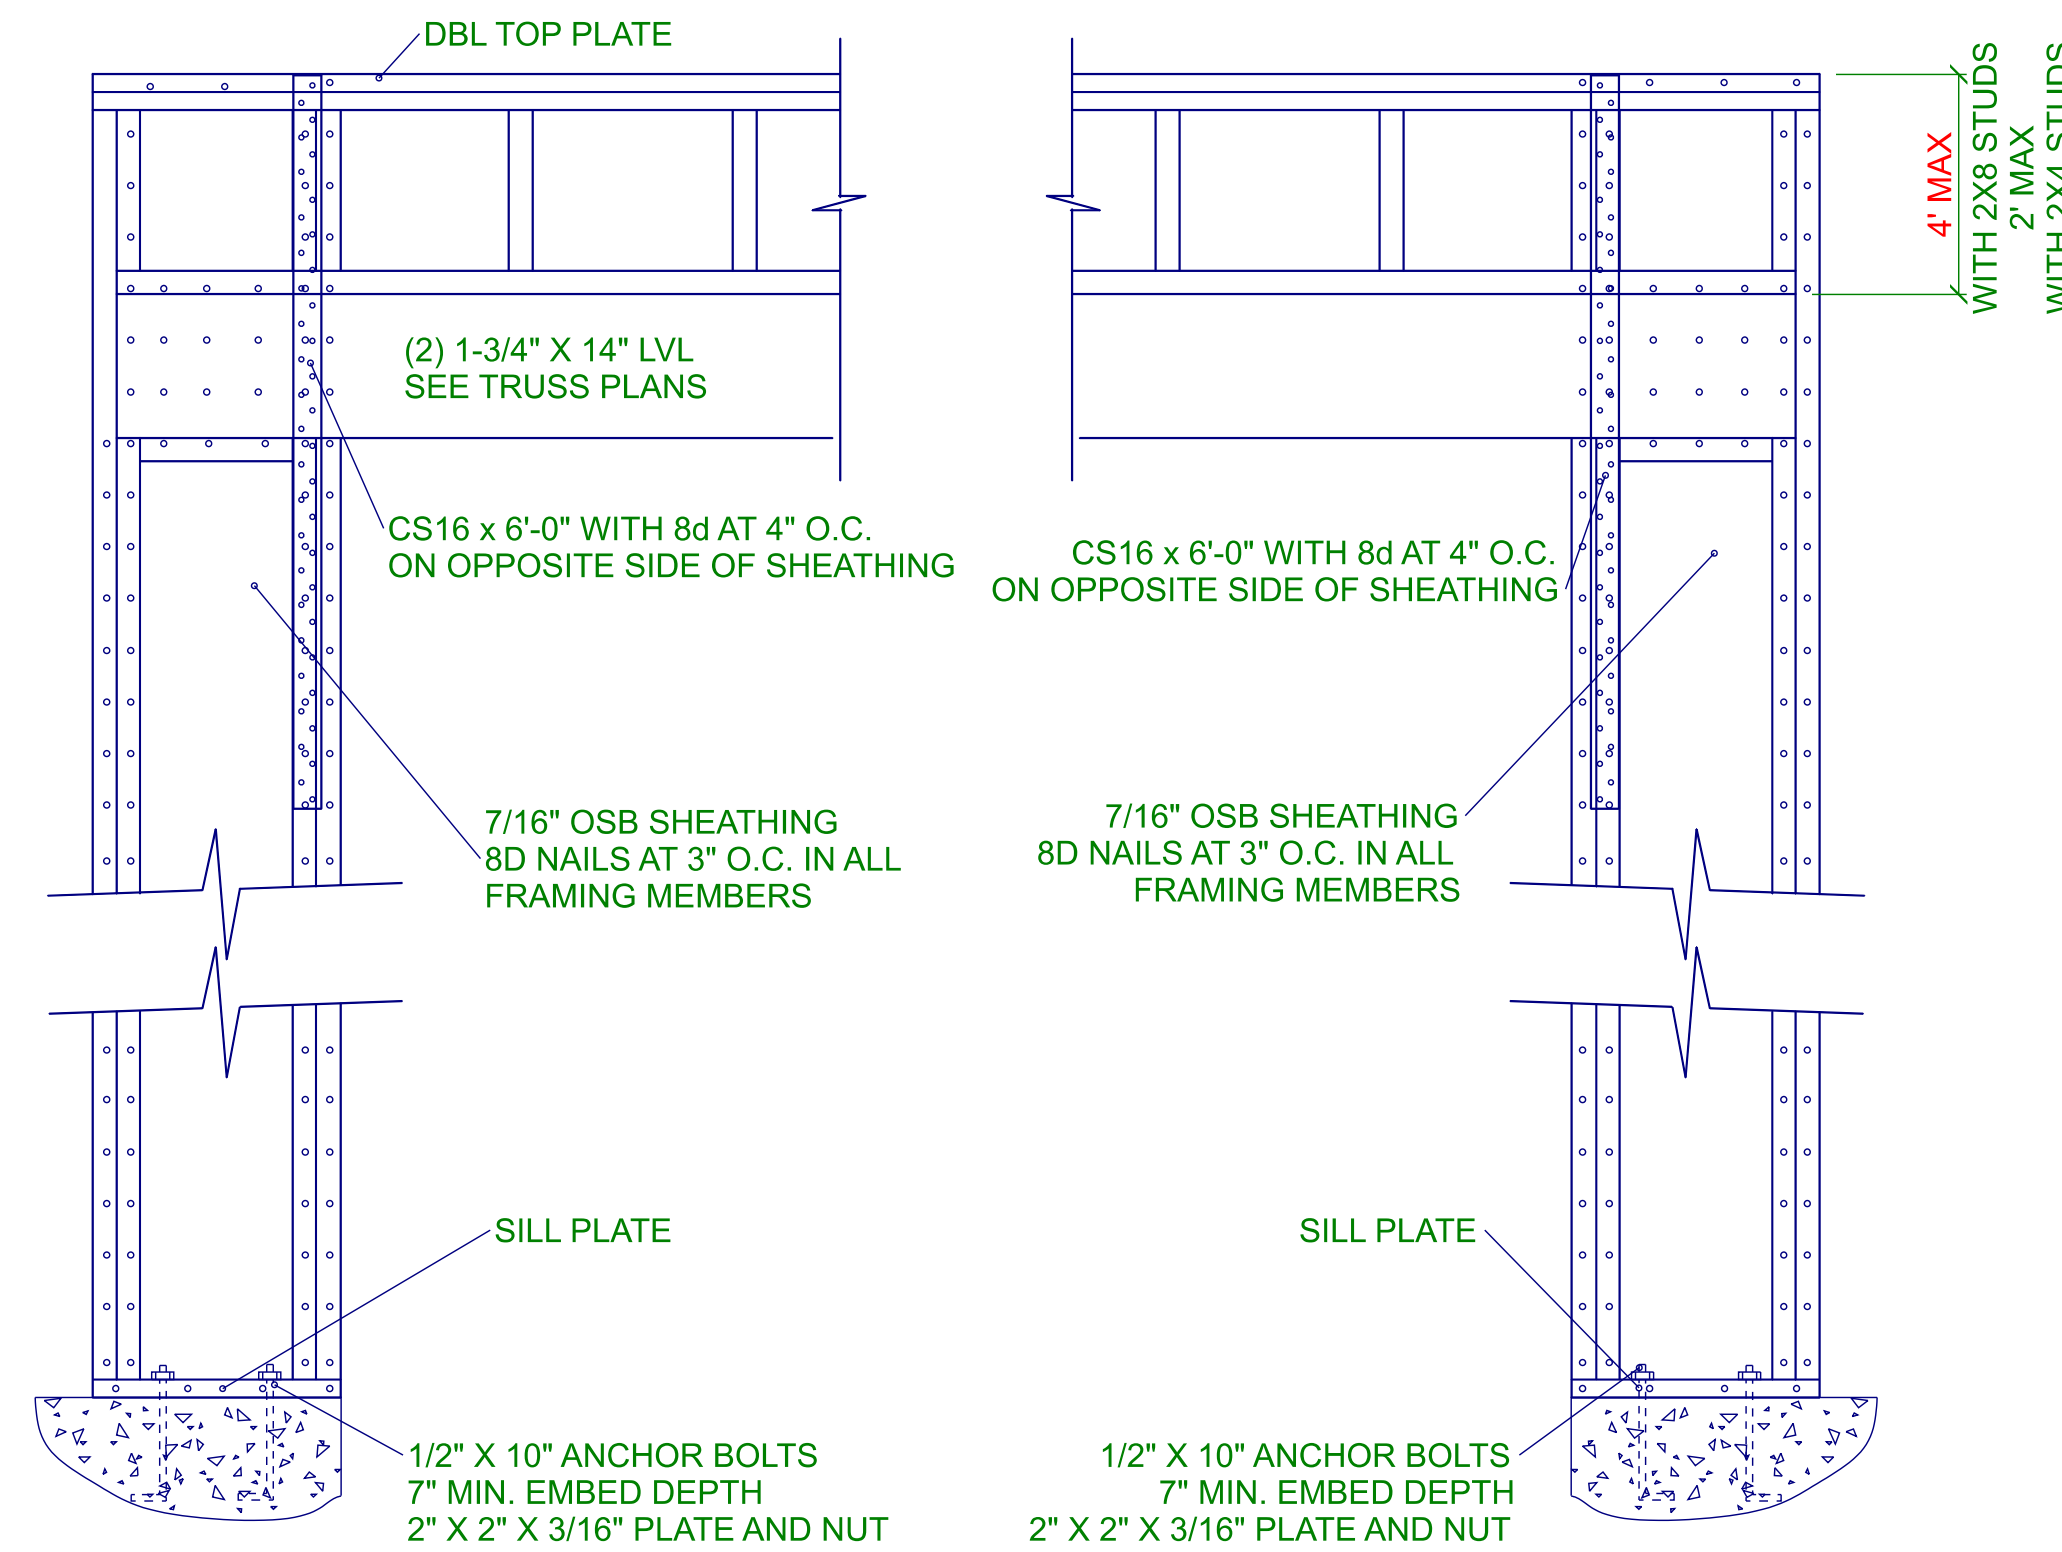 DBL TOP PLATE
4' MAX
WITH 2X8 STUDS
2' MAX
WITH 2X4 STUDS
(2) 1-3/4" X 14" LVL
SEE TRUSS PLANS
CS16 x 6'-0" WITH 8d AT 4" O.C.
ON OPPOSITE SIDE OF SHEATHING
CS16 x 6'-0" WITH 8d AT 4" O.C.
ON OPPOSITE SIDE OF SHEATHING
7/16" OSB SHEATHING
8D NAILS AT 3" O.C. IN ALL
FRAMING MEMBERS
7/16" OSB SHEATHING
8D NAILS AT 3" O.C. IN ALL
FRAMING MEMBERS
SILL PLATE
SILL PLATE
1/2" X 10" ANCHOR BOLTS
7" MIN. EMBED DEPTH
2" X 2" X 3/16" PLATE AND NUT
1/2" X 10" ANCHOR BOLTS
7" MIN. EMBED DEPTH
2" X 2" X 3/16" PLATE AND NUT